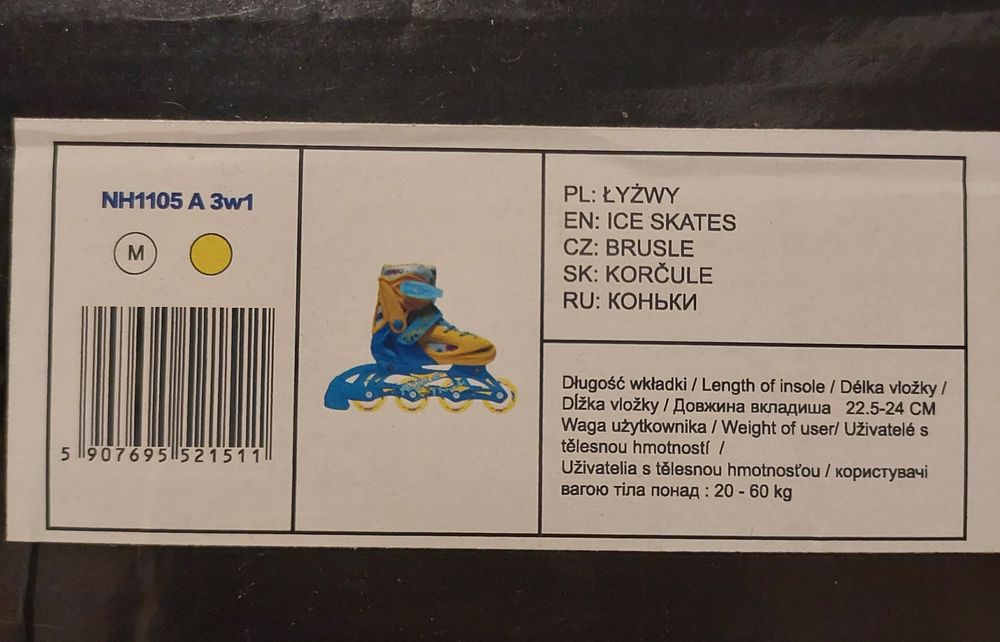 NH1105 A 3w1
M
5 907695 521511
PL: ŁYŻWY
EN: ICE SKATES
CZ: BRUSLE
SK: KORČULE
RU: КОНЬКИ
Długość wkładki / Length of insole / Délka vložky /
Dĺžka vložky / Довжина вкладиша 22.5-24 CM
Waga użytkownika / Weight of user/ Uživatelé s
tělesnou hmotností /
Uživatelia s tělesnou hmotnosťou / користувачі
вагою тіла понад : 20 - 60 kg